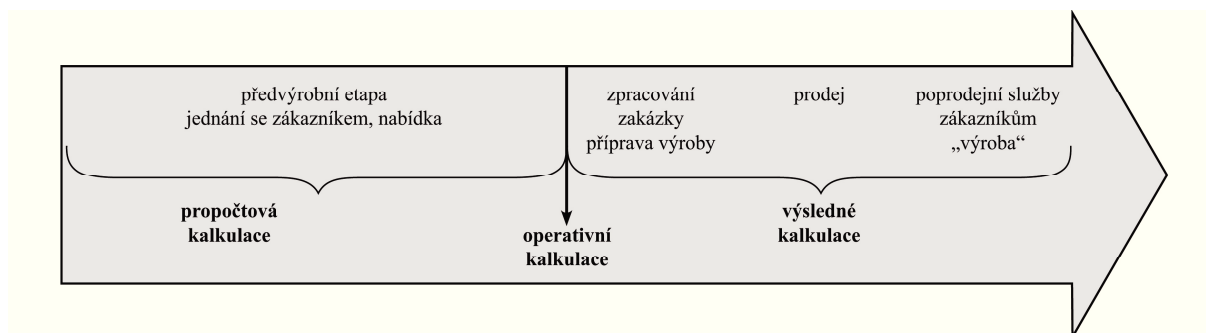 předvýrobní etapa
jednání se zákazníkem, nabídka
zpracování
zakázky
příprava výroby
prodej
poprodejní služby
zákazníkům
„výroba“
propočtová
kalkulace
operativní
kalkulace
výsledné
kalkulace